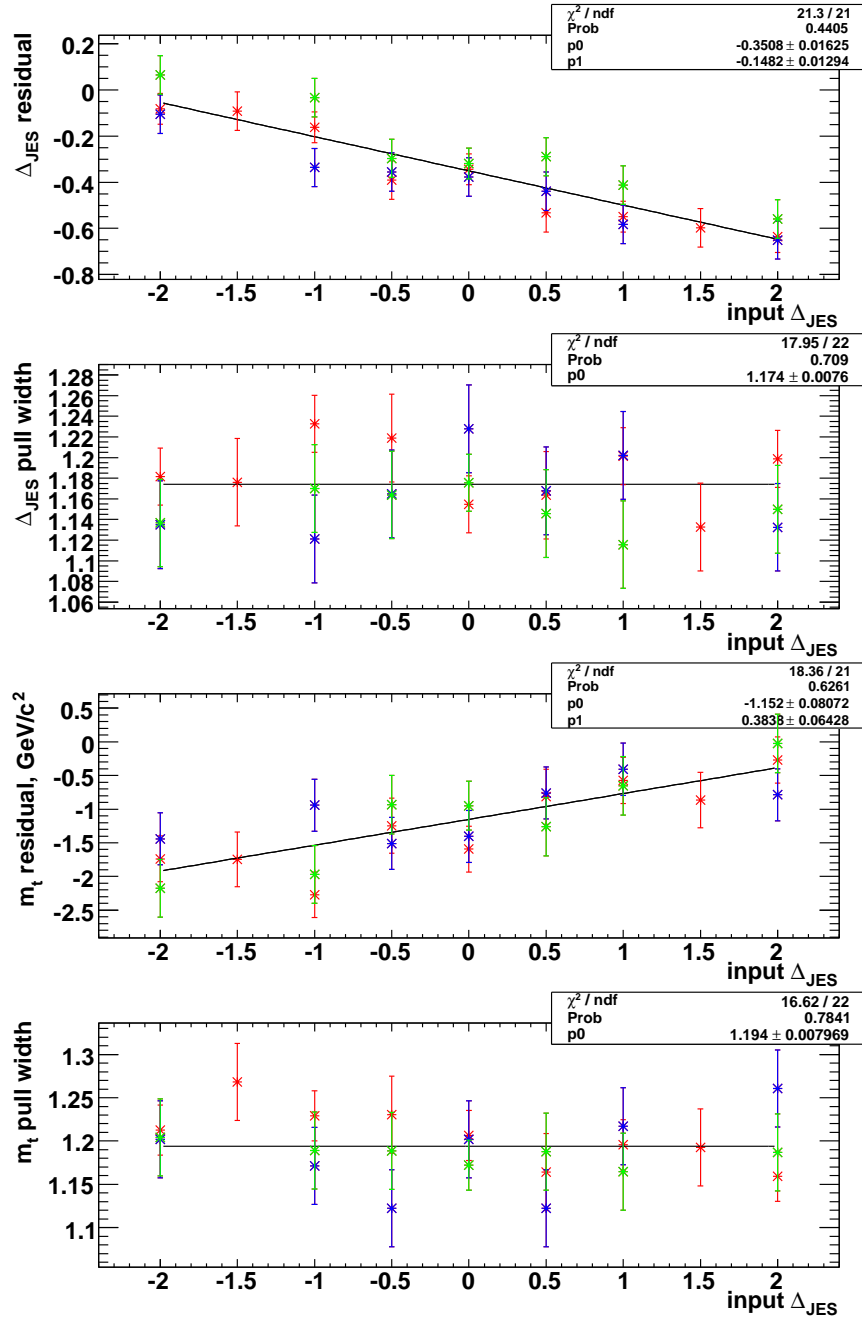 χ² / ndf 21.3 / 21
Prob 0.4405
p0 -0.3508 ± 0.01625
p1 -0.1482 ± 0.01294
Δ_JES residual
0.2
0
-0.2
-0.4
-0.6
-0.8
-2 -1.5 -1 -0.5 0 0.5 1 1.5 2
input Δ_JES
χ² / ndf 17.95 / 22
Prob 0.709
p0 1.174 ± 0.0076
Δ_JES pull width
1.28
1.26
1.24
1.22
1.2
1.18
1.16
1.14
1.12
1.1
1.08
1.06
-2 -1.5 -1 -0.5 0 0.5 1 1.5 2
input Δ_JES
χ² / ndf 18.36 / 21
Prob 0.6261
p0 -1.152 ± 0.08072
p1 0.3838 ± 0.06428
m_t residual, GeV/c²
0.5
0
-0.5
-1
-1.5
-2
-2.5
-2 -1.5 -1 -0.5 0 0.5 1 1.5 2
input Δ_JES
χ² / ndf 16.62 / 22
Prob 0.7841
p0 1.194 ± 0.007969
m_t pull width
1.3
1.25
1.2
1.15
1.1
-2 -1.5 -1 -0.5 0 0.5 1 1.5 2
input Δ_JES